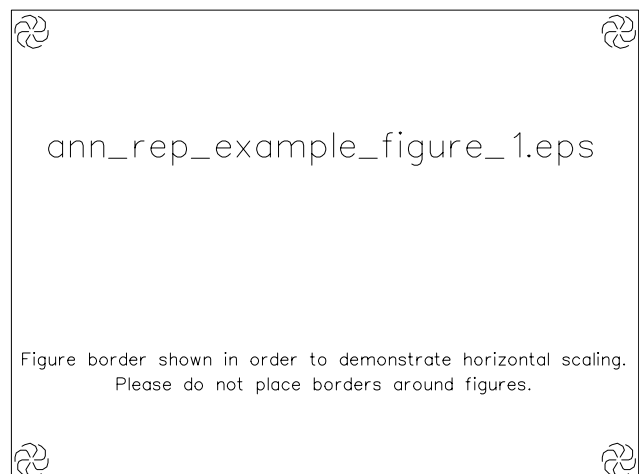 ann_rep_example_figure_1.eps
Figure border shown in order to demonstrate horizontal scaling.
Please do not place borders around figures.